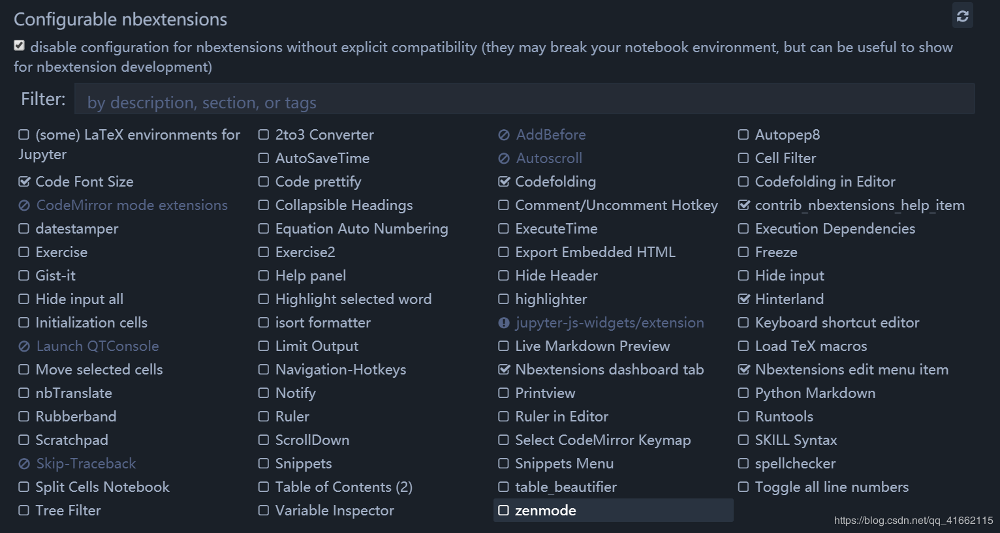 Configurable nbextensions
disable configuration for nbextensions without explicit compatibility (they may break your notebook environment, but can be useful to show
for nbextension development)
Filter: by description, section, or tags
(some) LaTeX environments for
Jupyter
2to3 Converter
AddBefore
Autopep8
AutoSaveTime
Autoscroll
Cell Filter
Code Font Size
Code prettify
Codefolding
Codefolding in Editor
CodeMirror mode extensions
Collapsible Headings
Comment/Uncomment Hotkey
contrib_nbextensions_help_item
datestamper
Equation Auto Numbering
ExecuteTime
Execution Dependencies
Exercise
Exercise2
Export Embedded HTML
Freeze
Gist-it
Help panel
Hide Header
Hide input
Hide input all
Highlight selected word
highlighter
Hinterland
Initialization cells
isort formatter
jupyter-js-widgets/extension
Keyboard shortcut editor
Launch QTConsole
Limit Output
Live Markdown Preview
Load TeX macros
Move selected cells
Navigation-Hotkeys
Nbextensions dashboard tab
Nbextensions edit menu item
nbTranslate
Notify
Printview
Python Markdown
Rubberband
Ruler
Ruler in Editor
Runtools
Scratchpad
ScrollDown
Select CodeMirror Keymap
SKILL Syntax
Skip-Traceback
Snippets
Snippets Menu
spellchecker
Split Cells Notebook
Table of Contents (2)
table_beautifier
Toggle all line numbers
Tree Filter
Variable Inspector
zenmode
https://blog.csdn.net/qq_41662115